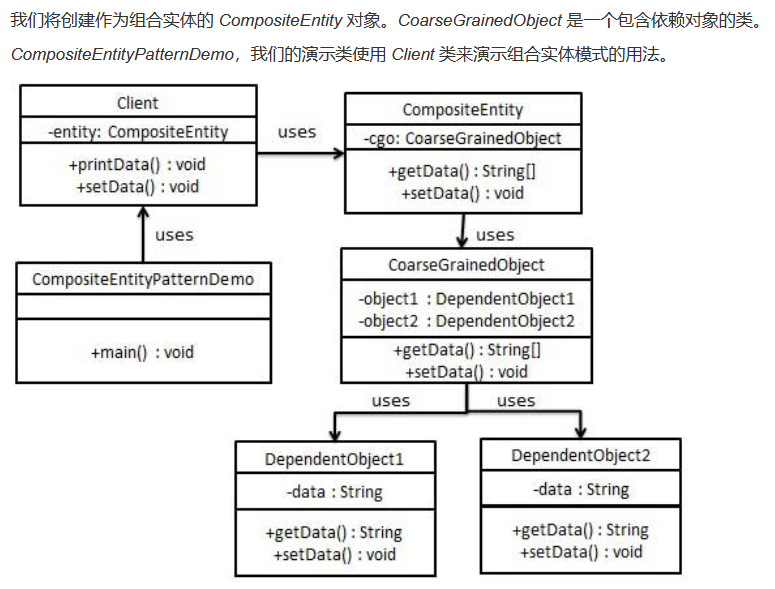 我们将创建作为组合实体的 CompositeEntity 对象。CoarseGrainedObject 是一个包含依赖对象的类。
CompositeEntityPatternDemo，我们的演示类使用 Client 类来演示组合实体模式的用法。
Client
-entity: CompositeEntity
+printData() : void
+setData() : void
uses
CompositeEntity
-cgo: CoarseGrainedObject
+getData() : String[]
+setData() : void
uses
uses
CompositeEntityPatternDemo
+main() : void
CoarseGrainedObject
-object1 : DependentObject1
-object2 : DependentObject2
+getData() : String[]
+setData() : void
uses
uses
DependentObject1
-data : String
+getData() : String
+setData() : void
DependentObject2
-data : String
+getData() : String
+setData() : void